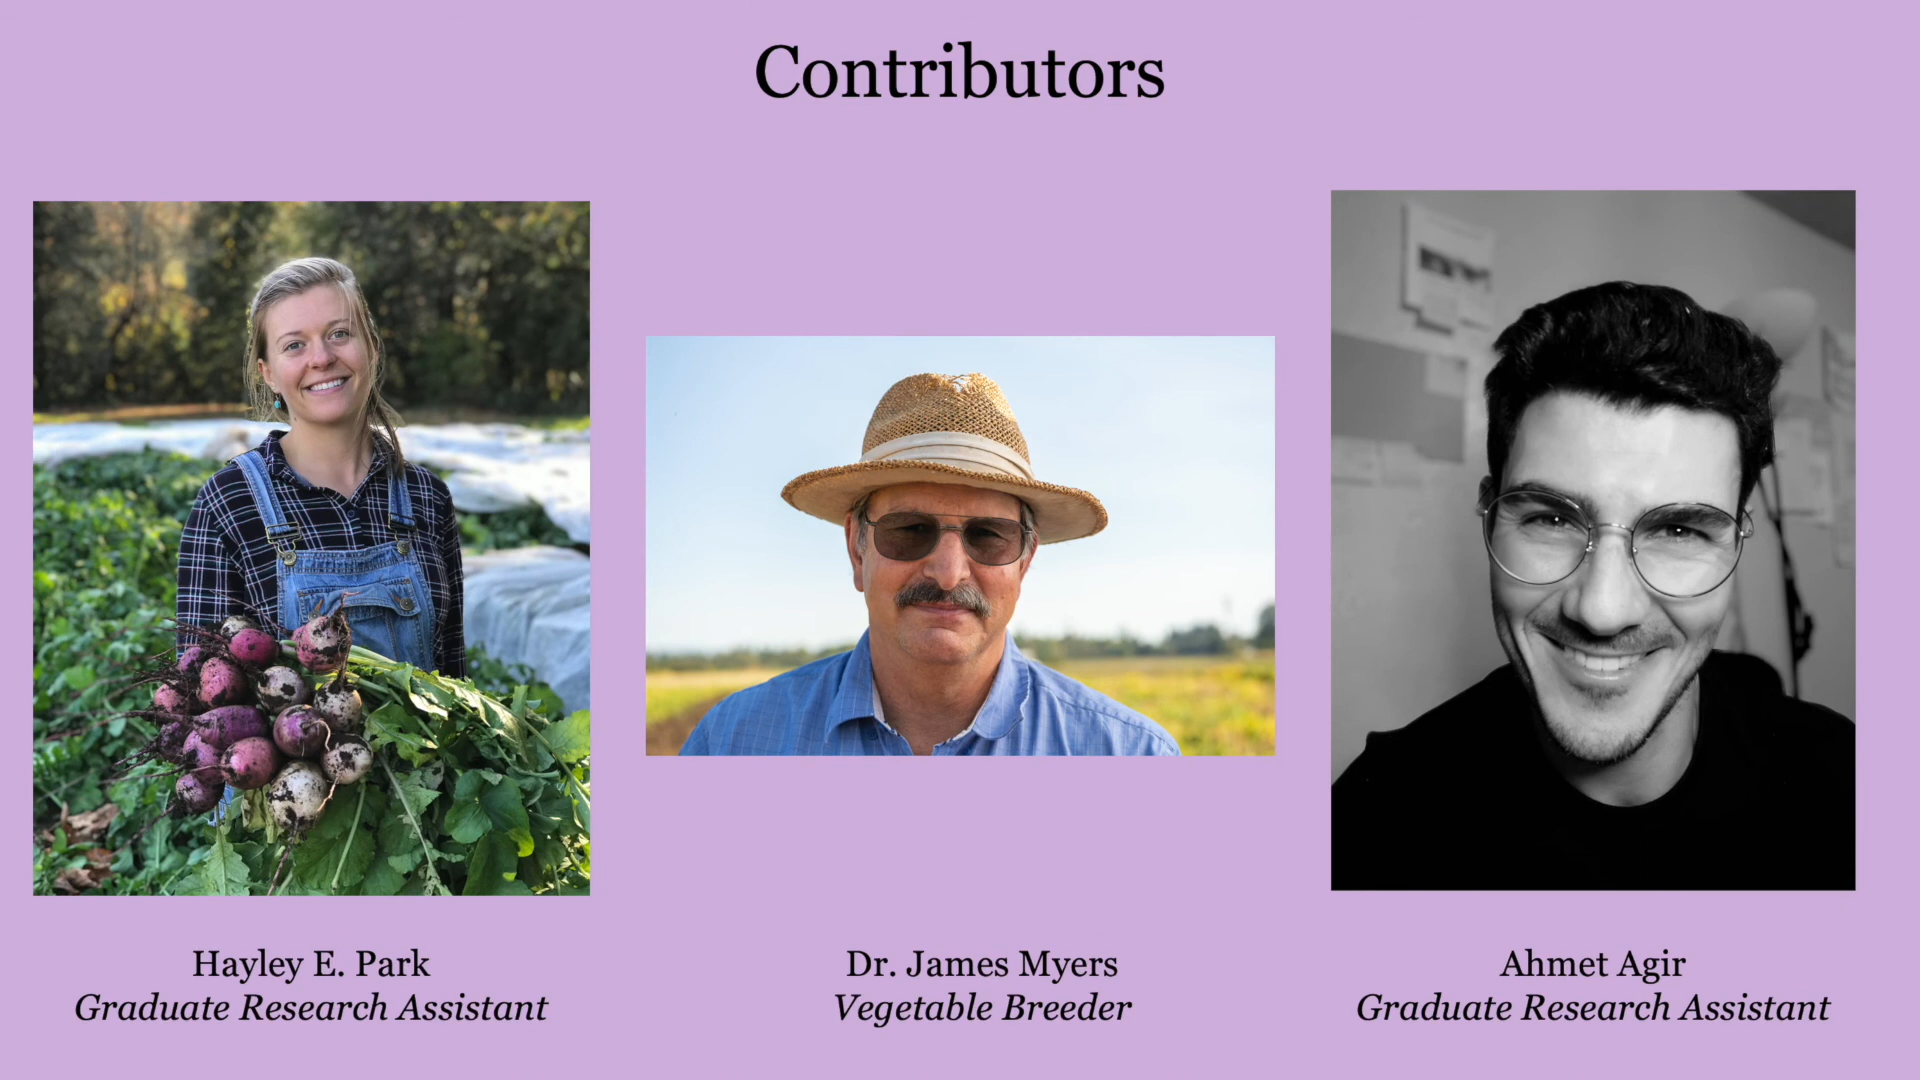 Contributors
Hayley E. Park
Graduate Research Assistant
Dr. James Myers
Vegetable Breeder
Ahmet Agir
Graduate Research Assistant